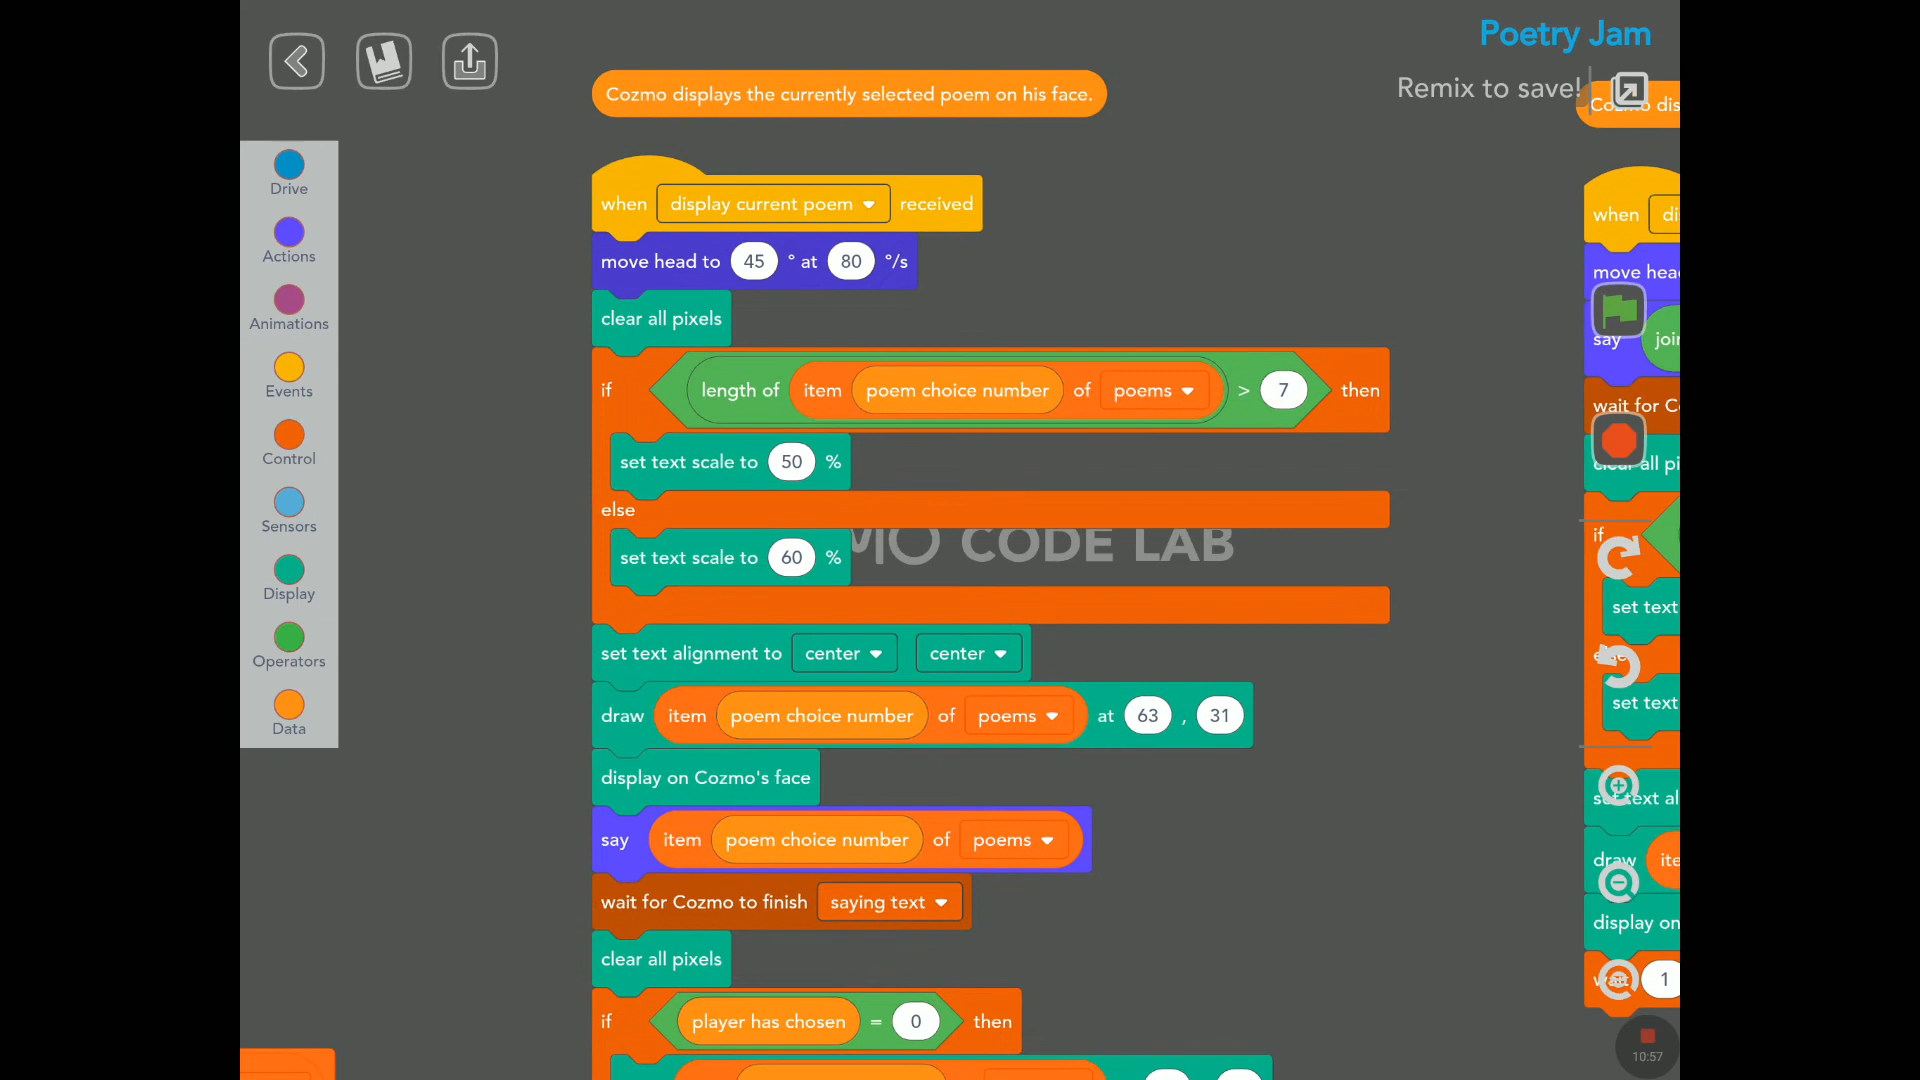 Poetry Jam
Remix to save!
Cozmo displays the currently selected poem on his face.
Drive
Actions
Animations
Events
Control
Sensors
Display
Operators
Data
when display current poem received
move head to 45 ° at 80 °/s
clear all pixels
if length of item poem choice number of poems > 7 then
set text scale to 50 %
else
set text scale to 60 %
CODE LAB
set text alignment to center center
draw item poem choice number of poems at 63 , 31
display on Cozmo's face
say item poem choice number of poems
wait for Cozmo to finish saying text
clear all pixels
if player has chosen = 0 then
when
move head
say join
wait for
all
if
set text
set text
set text
draw
display on
wait 1
10:57